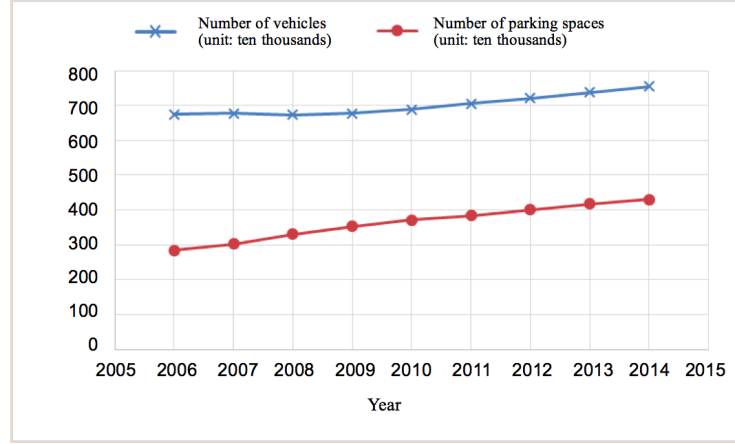 Number of vehicles
(unit: ten thousands)
Number of parking spaces
(unit: ten thousands)
800
700
600
500
400
300
200
100
0
2005 2006 2007 2008 2009 2010 2011 2012 2013 2014 2015
Year